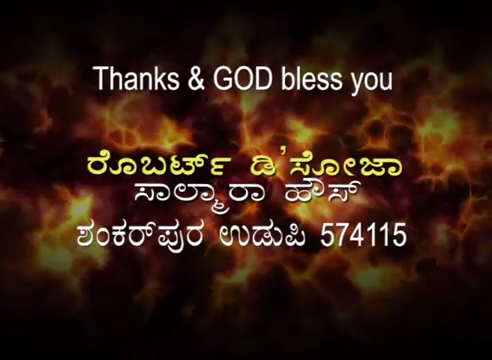 Thanks & GOD bless you
ರೊಬರ್ಟ್ ಡಿ'ಸೋಜಾ
ಸಾಲ್ಮಾರಾ ಹೌಸ್
ಶಂಕರ್‌ಪುರ ಉಡುಪಿ 574115